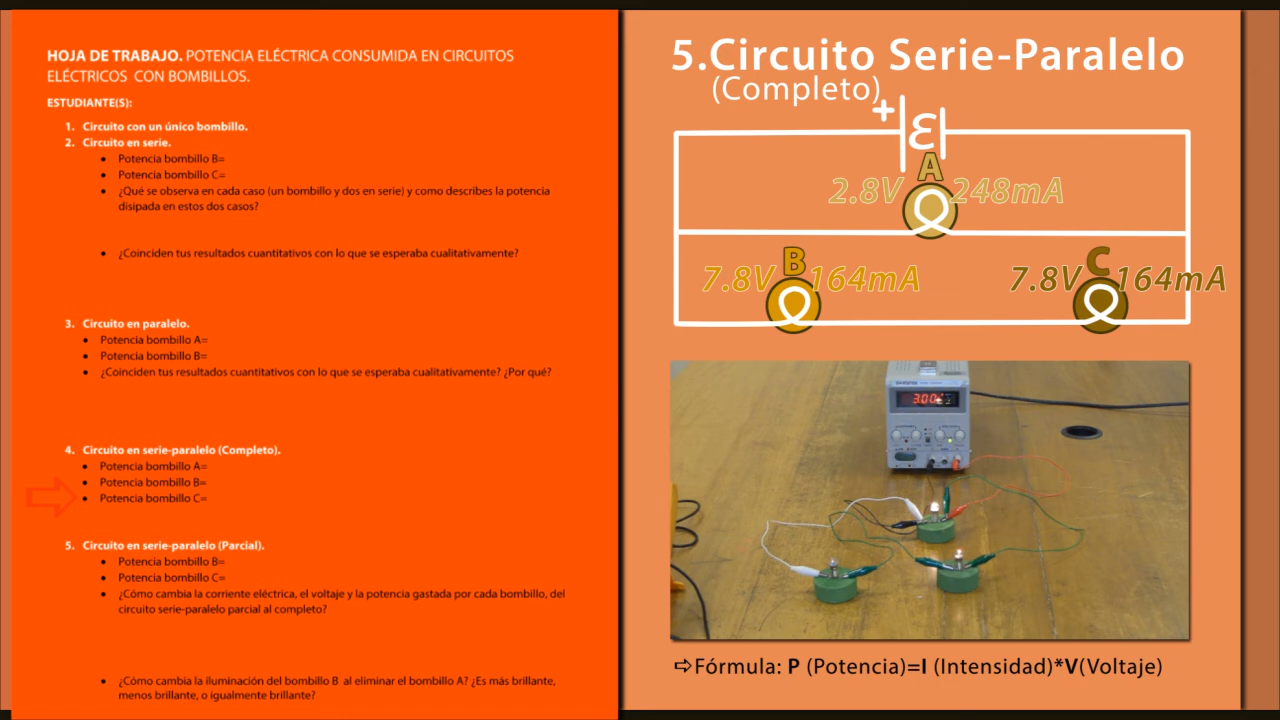 HOJA DE TRABAJO. POTENCIA ELÉCTRICA CONSUMIDA EN CIRCUITOS
ELÉCTRICOS CON BOMBILLOS.
ESTUDIANTE(S):
1. Circuito con un único bombillo.
2. Circuito en serie.
• Potencia bombillo B=
• Potencia bombillo C=
• ¿Qué se observa en cada caso (un bombillo y dos en serie) y como describes la potencia
disipada en estos dos casos?
• ¿Coinciden tus resultados cuantitativos con lo que se esperaba cualitativamente?
3. Circuito en paralelo.
• Potencia bombillo A=
• Potencia bombillo B=
• ¿Coinciden tus resultados cuantitativos con lo que se esperaba cualitativamente? ¿Por qué?
4. Circuito en serie-paralelo (Completo).
• Potencia bombillo A=
• Potencia bombillo B=
• Potencia bombillo C=
5. Circuito en serie-paralelo (Parcial).
• Potencia bombillo B=
• Potencia bombillo C=
• ¿Cómo cambia la corriente eléctrica, el voltaje y la potencia gastada por cada bombillo, del
circuito serie-paralelo parcial al completo?
• ¿Cómo cambia la iluminación del bombillo B al eliminar el bombillo A? ¿Es más brillante,
menos brillante, o igualmente brillante?
5.Circuito Serie-Paralelo
(Completo)
+ ε
A
2.8V 248mA
B C
7.8V 164mA 7.8V 164mA
3.00
⇨Fórmula: P (Potencia)=I (Intensidad)*V(Voltaje)